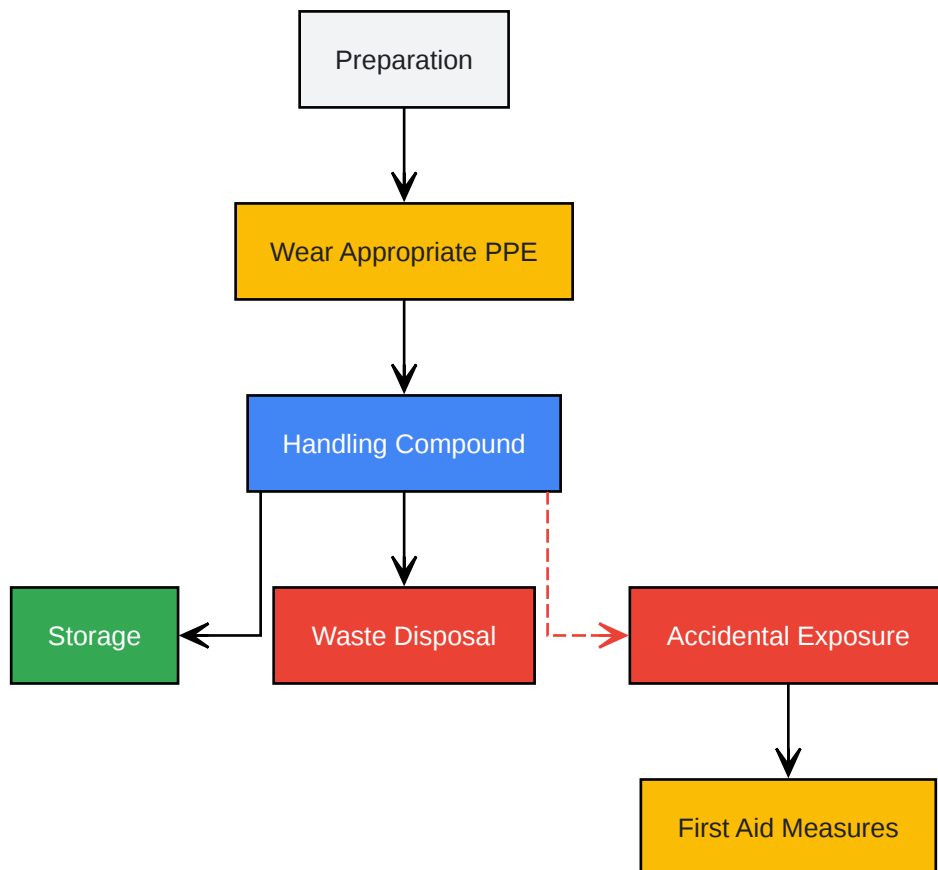 Preparation
Wear Appropriate PPE
Handling Compound
Storage
Waste Disposal
Accidental Exposure
First Aid Measures